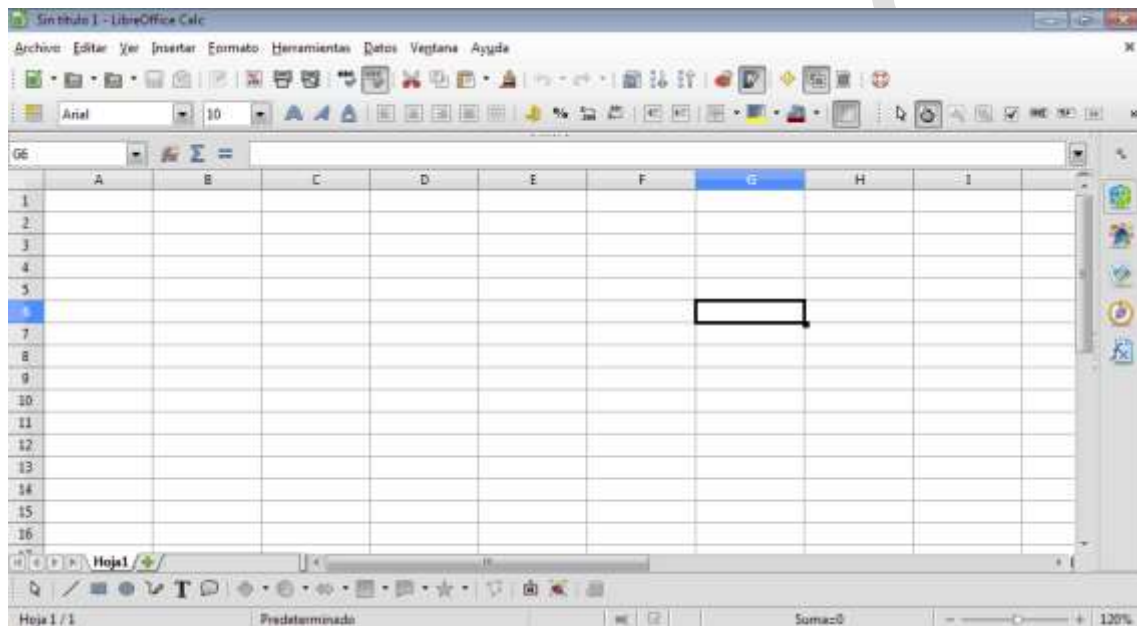 Sin título 1 - LibreOffice Calc
Archivo Editar Ver Insertar Formato Herramientas Datos Ventana Ayuda
Arial 10
G6
A B C D E F G H I
1
2
3
4
5
6
7
8
9
10
11
12
13
14
15
16
Hoja1
T
Hoja 1 / 1 Predeterminado Suma=0 120%